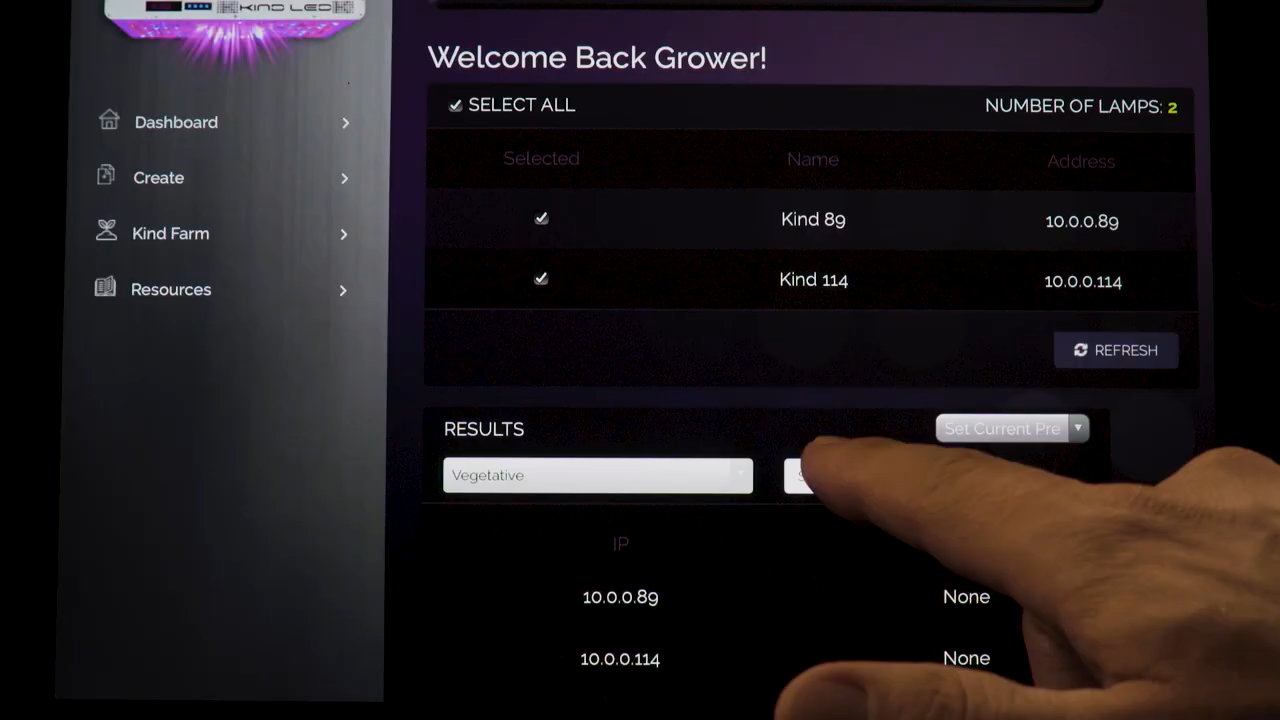 KIND LED
Welcome Back Grower!
SELECT ALL
NUMBER OF LAMPS: 2
Selected Name Address
Kind 89 10.0.0.89
Kind 114 10.0.0.114
REFRESH
Dashboard
Create
Kind Farm
Resources
RESULTS
Set Current Pre
Vegetative
IP
10.0.0.89 None
10.0.0.114 None